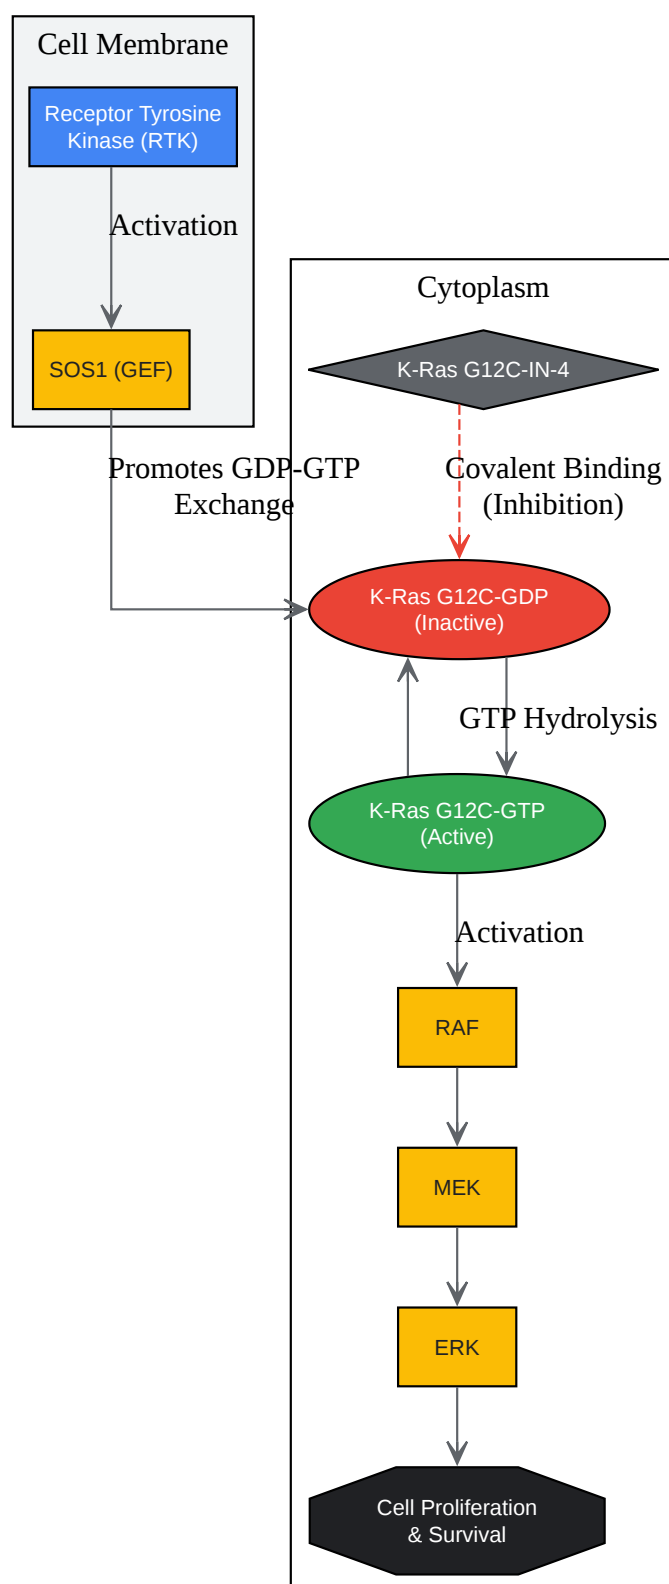 Cell Membrane
Receptor Tyrosine
Kinase (RTK)
Activation
SOS1 (GEF)
Promotes GDP-GTP
Exchange
Cytoplasm
K-Ras G12C-IN-4
Covalent Binding
(Inhibition)
K-Ras G12C-GDP
(Inactive)
GTP Hydrolysis
K-Ras G12C-GTP
(Active)
Activation
RAF
MEK
ERK
Cell Proliferation
& Survival